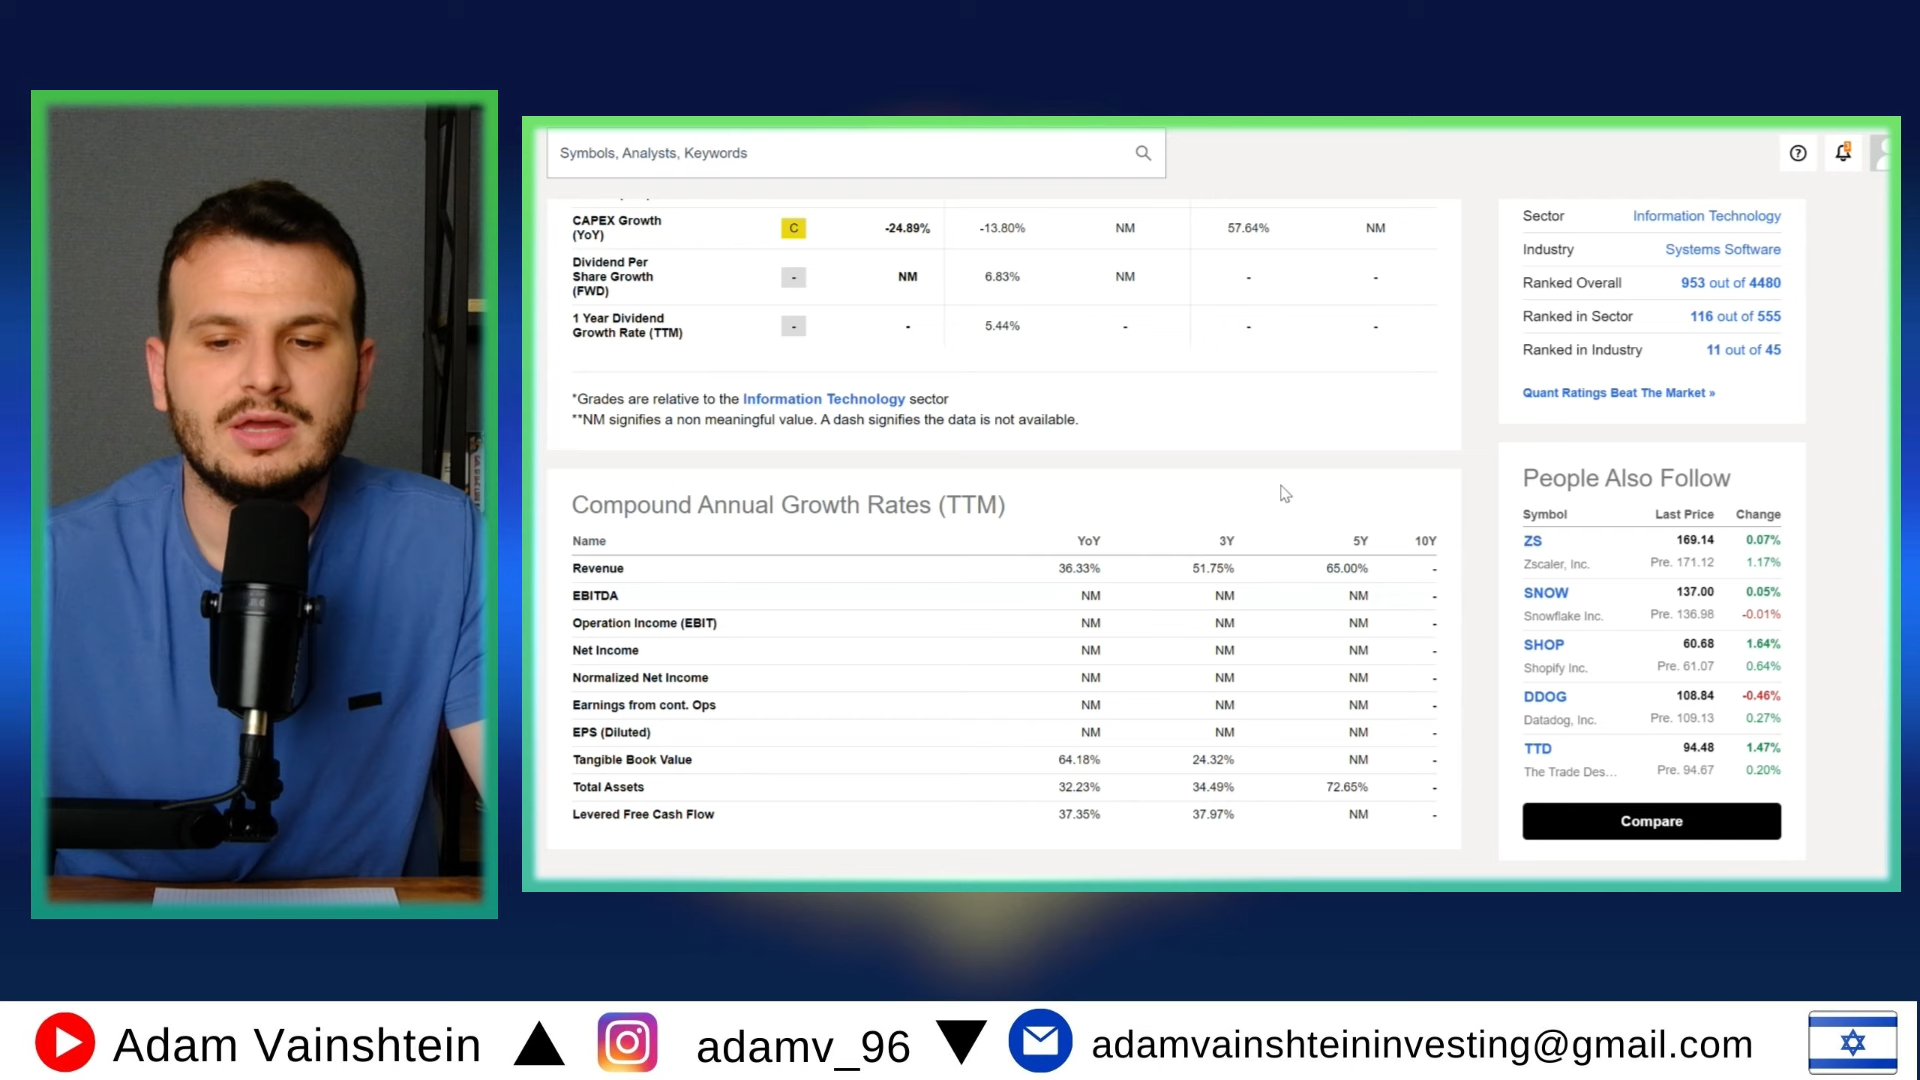 Symbols, Analysts, Keywords
CAPEX Growth
(YoY)
C
-24.89%
-13.80%
NM
57.64%
NM
Dividend Per
Share Growth
(FWD)
-
NM
6.83%
NM
-
-
1 Year Dividend
Growth Rate (TTM)
-
-
5.44%
-
-
-
*Grades are relative to the Information Technology sector
**NM signifies a non meaningful value. A dash signifies the data is not available.
Compound Annual Growth Rates (TTM)
Name YoY 3Y 5Y 10Y
Revenue 36.33% 51.75% 65.00% -
EBITDA NM NM NM -
Operation Income (EBIT) NM NM NM -
Net Income NM NM NM -
Normalized Net Income NM NM NM -
Earnings from cont. Ops NM NM NM -
EPS (Diluted) NM NM NM -
Tangible Book Value 64.18% 24.32% NM -
Total Assets 32.23% 34.49% 72.65% -
Levered Free Cash Flow 37.35% 37.97% NM -
Sector Information Technology
Industry Systems Software
Ranked Overall 953 out of 4480
Ranked in Sector 116 out of 555
Ranked in Industry 11 out of 45
Quant Ratings Beat The Market »
People Also Follow
Symbol Last Price Change
ZS 169.14 0.07%
Zscaler, Inc. Pre. 171.12 1.17%
SNOW 137.00 0.05%
Snowflake Inc. Pre. 136.98 -0.01%
SHOP 60.68 1.64%
Shopify Inc. Pre. 61.07 0.64%
DDOG 108.84 -0.46%
Datadog, Inc. Pre. 109.13 0.27%
TTD 94.48 1.47%
The Trade Des... Pre. 94.67 0.20%
Compare
Adam Vainshtein adamv_96 adamvainshteininvesting@gmail.com